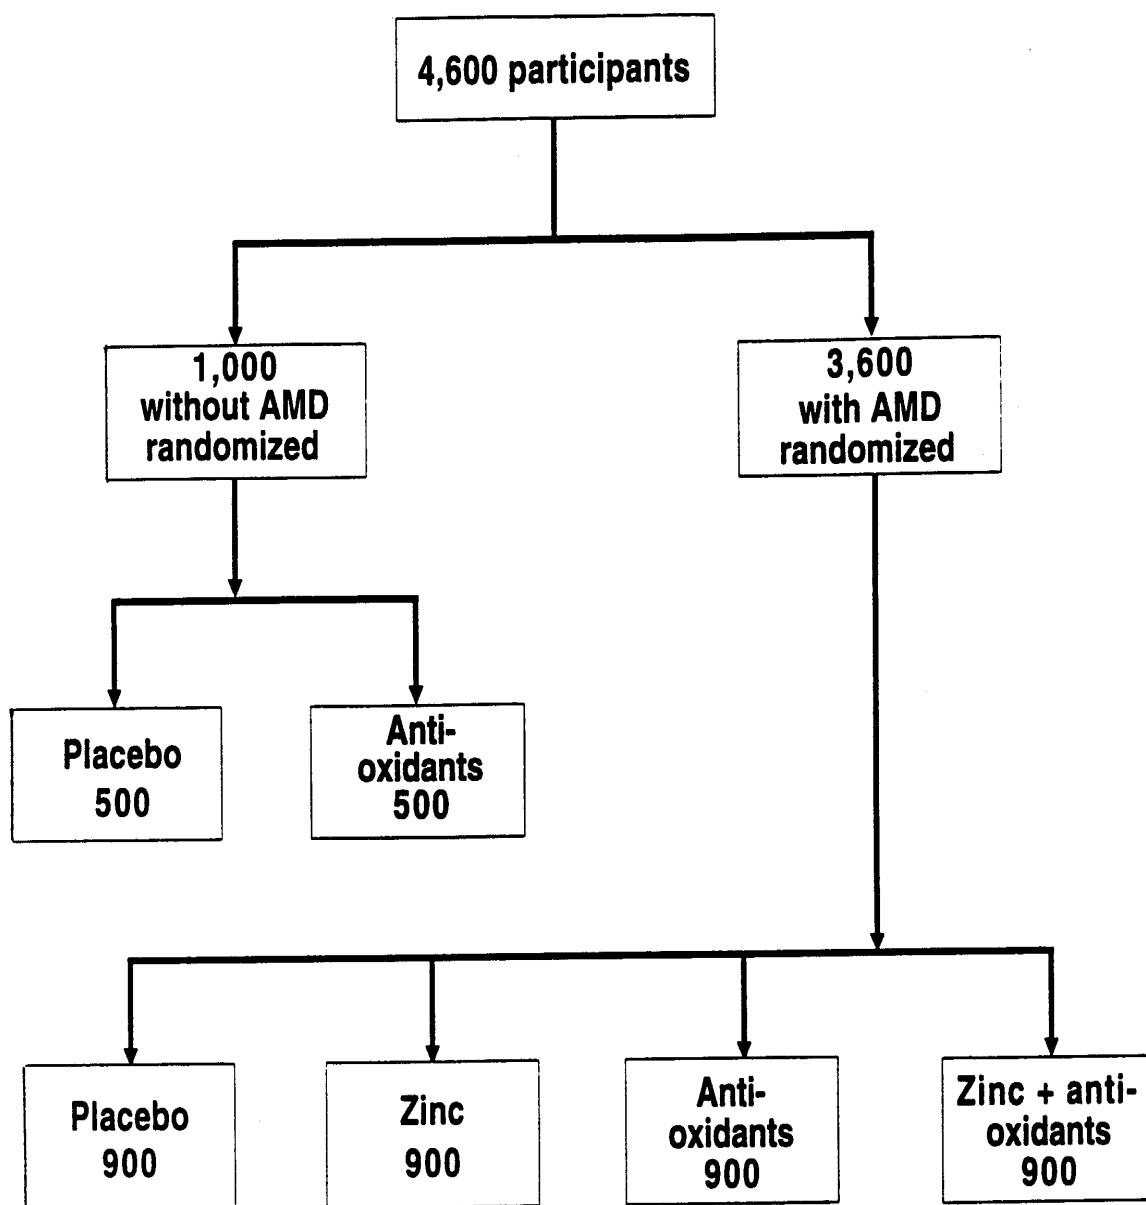 4,600 participants
1,000
without AMD
randomized
3,600
with AMD
randomized
Placebo
500
Anti-
oxidants
500
Placebo
900
Zinc
900
Anti-
oxidants
900
Zinc + anti-
oxidants
900